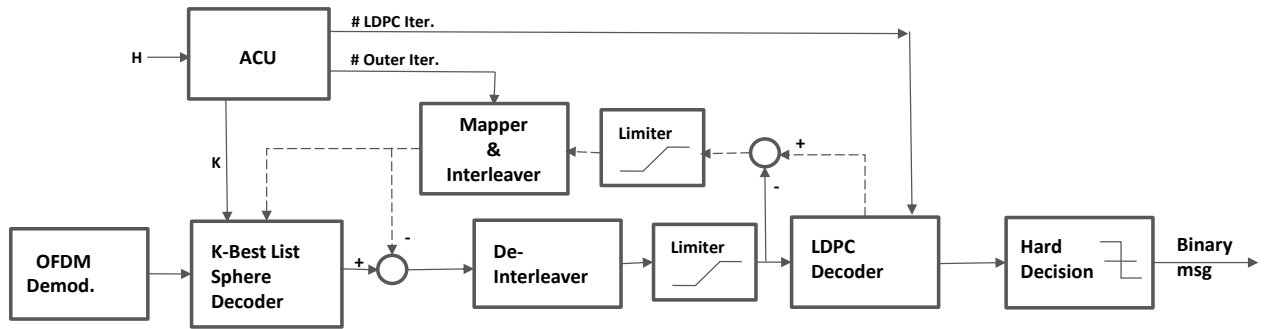 # LDPC Iter.
H
ACU
# Outer Iter.
Mapper
&
Interleaver
Limiter
+
-
K
OFDM
Demod.
K-Best List
Sphere
Decoder
+
-
De-
Interleaver
Limiter
LDPC
Decoder
Hard
Decision
Binary
msg